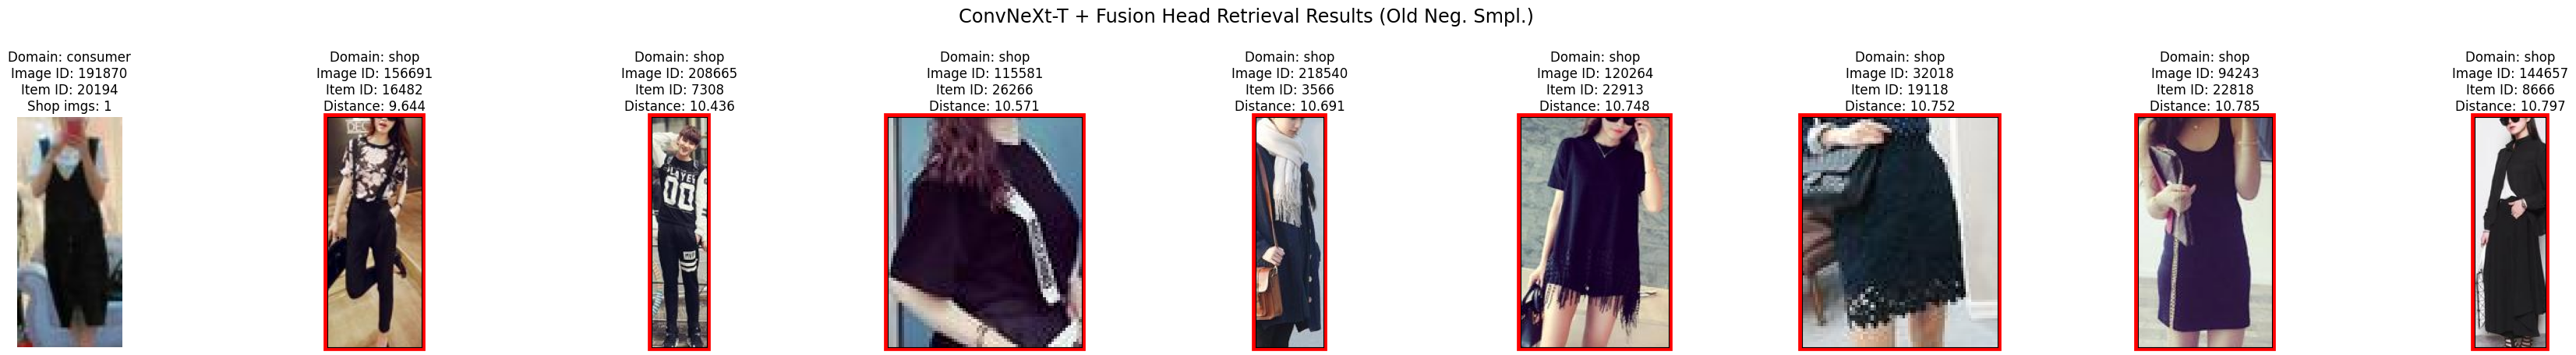 ConvNeXt-T + Fusion Head Retrieval Results (Old Neg. Smpl.)
Domain: consumer
Image ID: 191870
Item ID: 20194
Shop imgs: 1
Domain: shop
Image ID: 156691
Item ID: 16482
Distance: 9.644
DEC
Domain: shop
Image ID: 208665
Item ID: 7308
Distance: 10.436
PLAYER
00
Domain: shop
Image ID: 115581
Item ID: 26266
Distance: 10.571
Domain: shop
Image ID: 218540
Item ID: 3566
Distance: 10.691
Domain: shop
Image ID: 120264
Item ID: 22913
Distance: 10.748
Domain: shop
Image ID: 32018
Item ID: 19118
Distance: 10.752
Domain: shop
Image ID: 94243
Item ID: 22818
Distance: 10.785
Domain: shop
Image ID: 144657
Item ID: 8666
Distance: 10.797